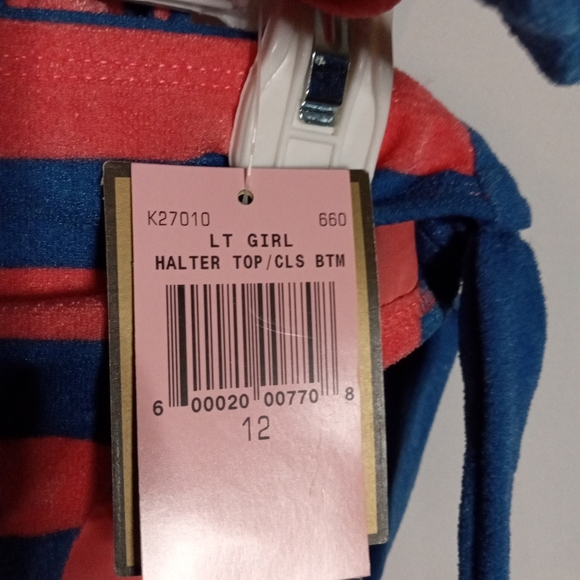 K27010 660
LT GIRL
HALTER TOP/CLS BTM
6 00020 00770 8
12